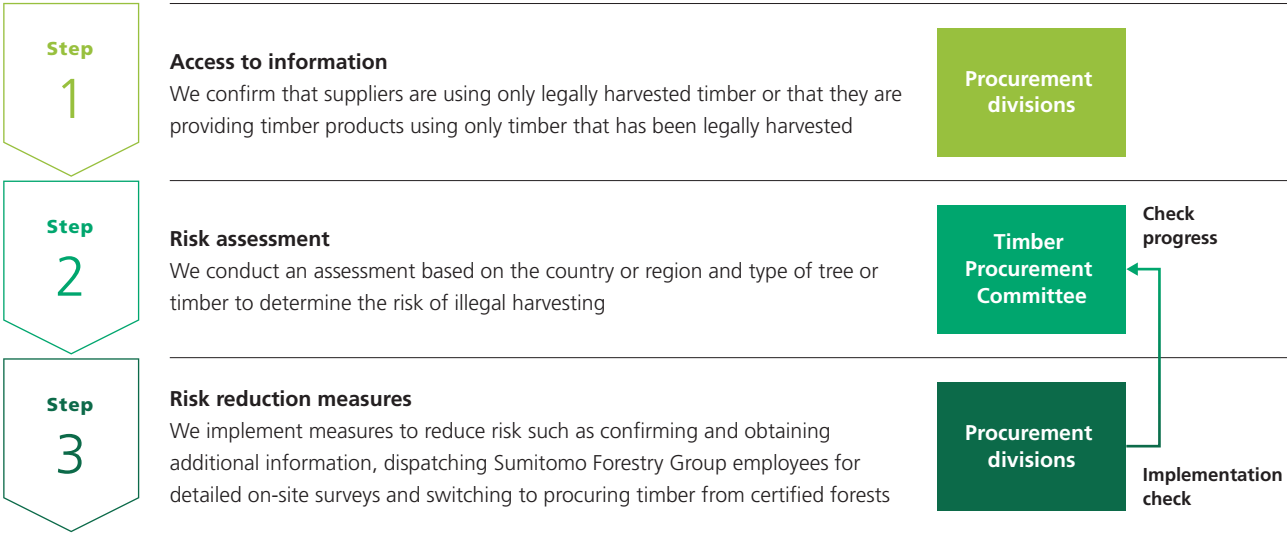 Step
1
Access to information
We confirm that suppliers are using only legally harvested timber or that they are
providing timber products using only timber that has been legally harvested
Procurement
divisions
Step
2
Risk assessment
We conduct an assessment based on the country or region and type of tree or
timber to determine the risk of illegal harvesting
Timber
Procurement
Committee
Check
progress
Step
3
Risk reduction measures
We implement measures to reduce risk such as confirming and obtaining
additional information, dispatching Sumitomo Forestry Group employees for
detailed on-site surveys and switching to procuring timber from certified forests
Procurement
divisions
Implementation
check